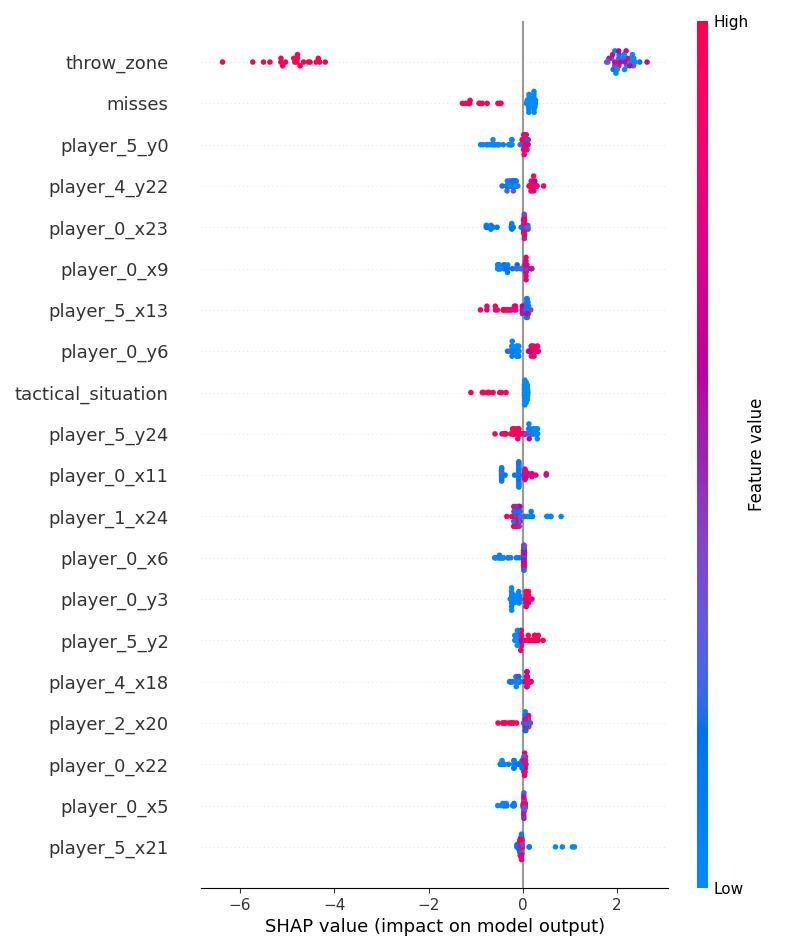 High
throw_zone
misses
player_5_y0
player_4_y22
player_0_x23
player_0_x9
player_5_x13
player_0_y6
tactical_situation
player_5_y24
player_0_x11
player_1_x24
player_0_x6
player_0_y3
player_5_y2
player_4_x18
player_2_x20
player_0_x22
player_0_x5
player_5_x21
Feature value
Low
−6 −4 −2 0 2
SHAP value (impact on model output)